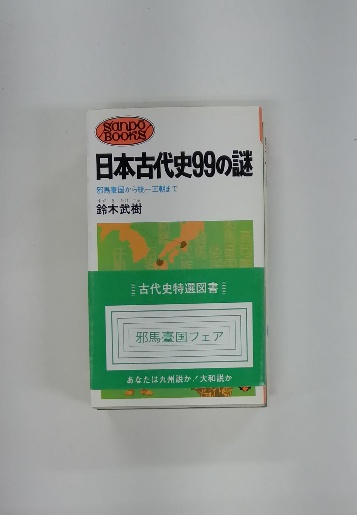 SANPO
BOOKS
日本古代史99の謎
邪馬臺国から統一王朝まで
鈴木武樹
古代史特選図書
邪馬臺国フェア
あなたは九州説か/大和説か